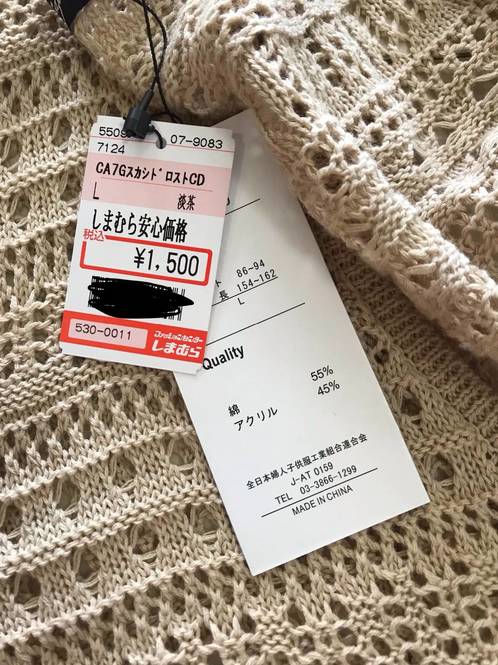 5509
07-9083
7124
CA7GスカシドロストCD
L 淡茶
しまむら安心価格
税込
¥1,500
530-0011
ファッションセンター
しまむら
86-94
長 154-162
L
Quality
綿 55%
アクリル 45%
全日本婦人子供服工業組合連合会
J-AT 0159
TEL 03-3866-1299
MADE IN CHINA